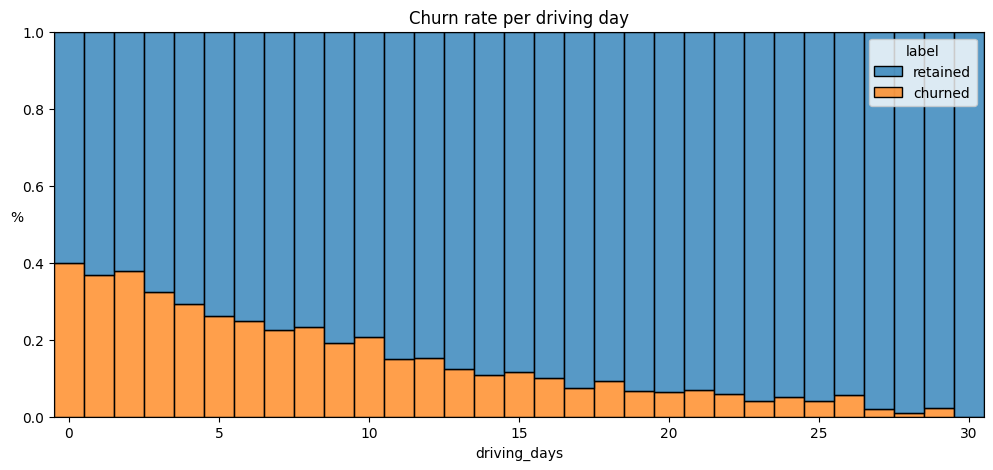 Churn rate per driving day
1.0
0.8
0.6
0.4
0.2
0.0
%
label
retained
churned
0 5 10 15 20 25 30
driving_days